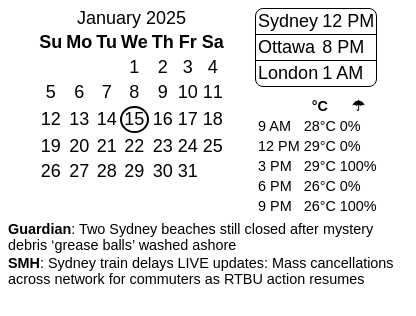 January 2025
Su Mo Tu We Th Fr Sa
1 2 3 4
5 6 7 8 9 10 11
12 13 14 15 16 17 18
19 20 21 22 23 24 25
26 27 28 29 30 31
Sydney 12 PM
Ottawa 8 PM
London 1 AM
°C ☂
9 AM 28°C 0%
12 PM 29°C 0%
3 PM 29°C 100%
6 PM 26°C 0%
9 PM 26°C 100%
Guardian: Two Sydney beaches still closed after mystery
debris ‘grease balls’ washed ashore
SMH: Sydney train delays LIVE updates: Mass cancellations
across network for commuters as RTBU action resumes